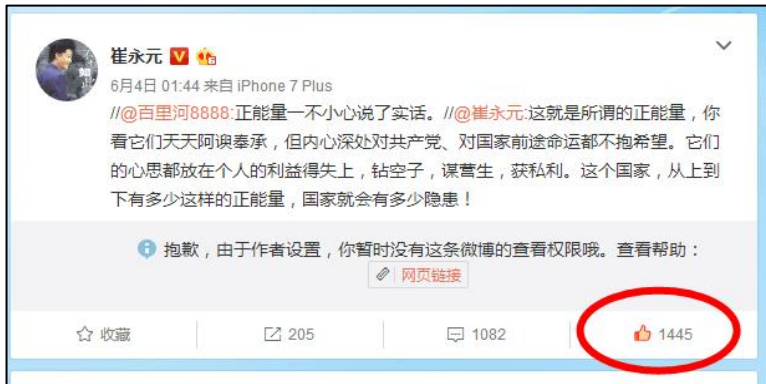 崔永元
6月4日 01:44 来自 iPhone 7 Plus
//@百里河8888:正能量一不小心说了实话。//@崔永元:这就是所谓的正能量，你
看它们天天阿谀奉承，但内心深处对共产党、对国家前途命运都不抱希望。它们
的心思都放在个人的利益得失上，钻空子，谋营生，获私利。这个国家，从上到
下有多少这样的正能量，国家就会有多少隐患！
抱歉，由于作者设置，你暂时没有这条微博的查看权限哦。查看帮助：
网页链接
收藏 205 1082 1445